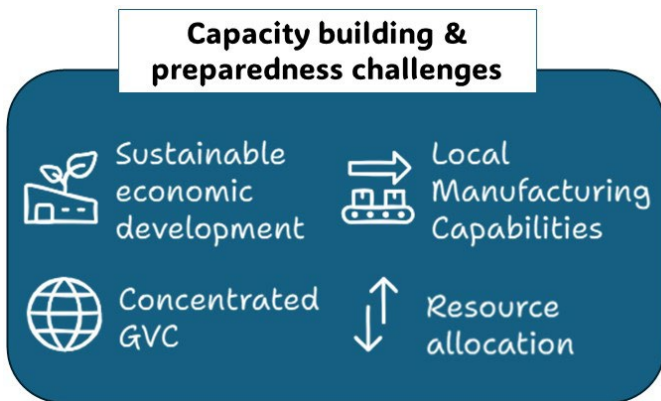 Capacity building &
preparedness challenges
Sustainable
economic
development
Local
Manufacturing
Capabilities
Concentrated
GVC
Resource
allocation